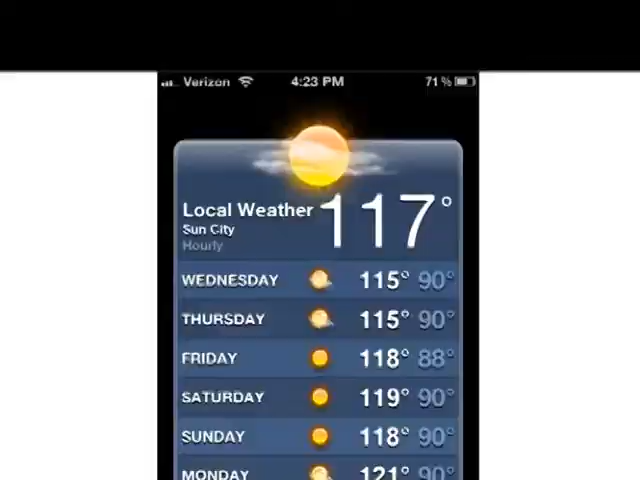 Verizon 4:23 PM 71%
Local Weather 117°
Sun City
Hourly
WEDNESDAY 115° 90°
THURSDAY 115° 90°
FRIDAY 118° 88°
SATURDAY 119° 90°
SUNDAY 118° 90°
MONDAY 121° 90°